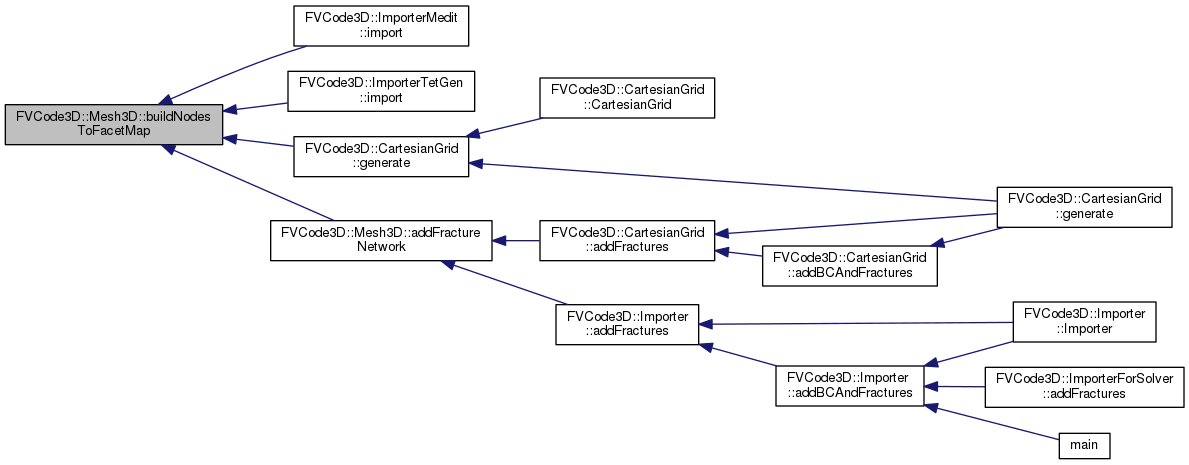 FVCode3D::Mesh3D::buildNodes
ToFacetMap
FVCode3D::ImporterMedit
::import
FVCode3D::ImporterTetGen
::import
FVCode3D::CartesianGrid
::generate
FVCode3D::Mesh3D::addFracture
Network
FVCode3D::CartesianGrid
::CartesianGrid
FVCode3D::CartesianGrid
::addFractures
FVCode3D::Importer
::addFractures
FVCode3D::CartesianGrid
::addBCAndFractures
FVCode3D::Importer
::addBCAndFractures
FVCode3D::CartesianGrid
::generate
FVCode3D::Importer
::Importer
FVCode3D::ImporterForSolver
::addFractures
main